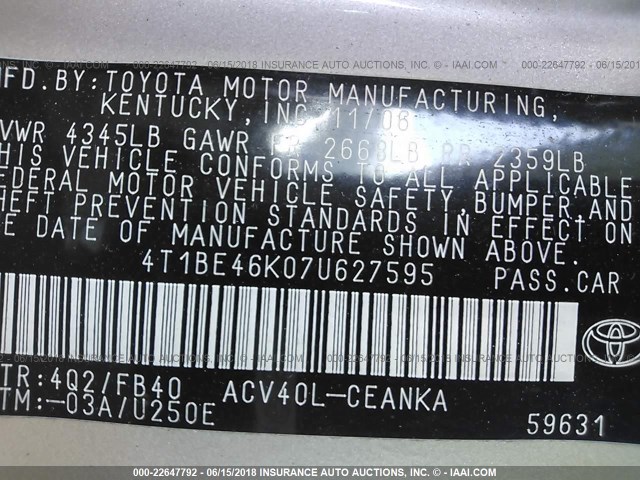 000-22647792 - 06/15/2018 INSURANCE AUTO AUCTIONS (C) - IAAI.COM
MFD. BY: TOYOTA MOTOR MANUFACTURING,
KENTUCKY, INC. 11/06
VWR 4345LB GAWR FR 2668LB RR 2359LB
HIS VEHICLE CONFORMS TO ALL APPLICABLE
EDERAL MOTOR VEHICLE SAFETY, BUMPER, AND
HEFT PREVENTION STANDARDS IN EFFECT ON
E DATE OF MANUFACTURE SHOWN ABOVE.
4T1BE46K07U627595 PASS.CAR
TR: 4Q2/FB40 ACV40L-CEANKA
TM: -03A/U250E 59631
000-22647792 - 06/15/2018 INSURANCE AUTO AUCTIONS (C) - IAAI.COM